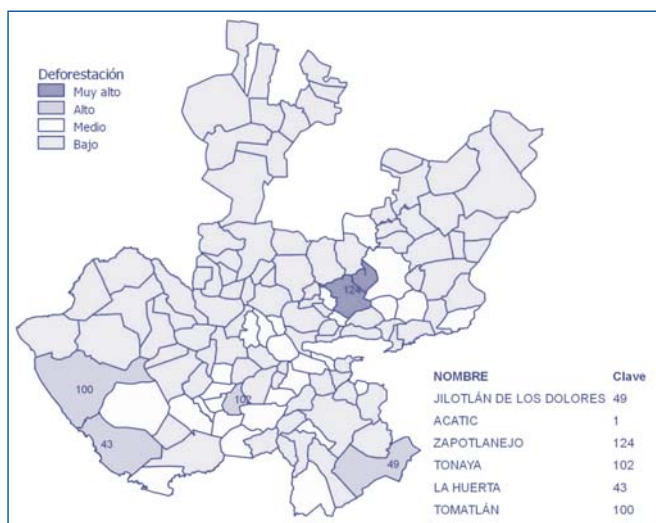 Deforestación
Muy alto
Alto
Medio
Bajo
1
124
100
102
43
49
NOMBRE Clave
JILOTLÁN DE LOS DOLORES 49
ACATIC 1
ZAPOTLANEJO 124
TONAYA 102
LA HUERTA 43
TOMATLÁN 100